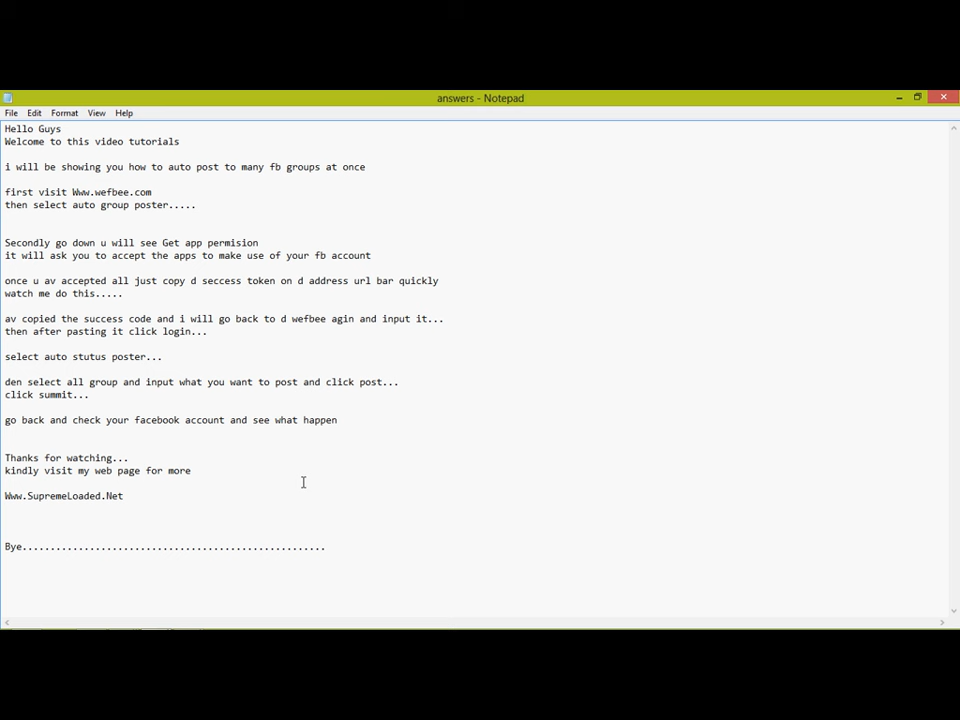 answers - Notepad
File Edit Format View Help
Hello Guys
Welcome to this video tutorials
i will be showing you how to auto post to many fb groups at once
first visit Www.wefbee.com
then select auto group poster.....
Secondly go down u will see Get app permision
it will ask you to accept the apps to make use of your fb account
once u av accepted all just copy d seccess token on d address url bar quickly
watch me do this.....
av copied the success code and i will go back to d wefbee agin and input it...
then after pasting it click login...
select auto stutus poster...
den select all group and input what you want to post and click post...
click summit...
go back and check your facebook account and see what happen
Thanks for watching...
kindly visit my web page for more
Www.SupremeLoaded.Net
Bye......................................................